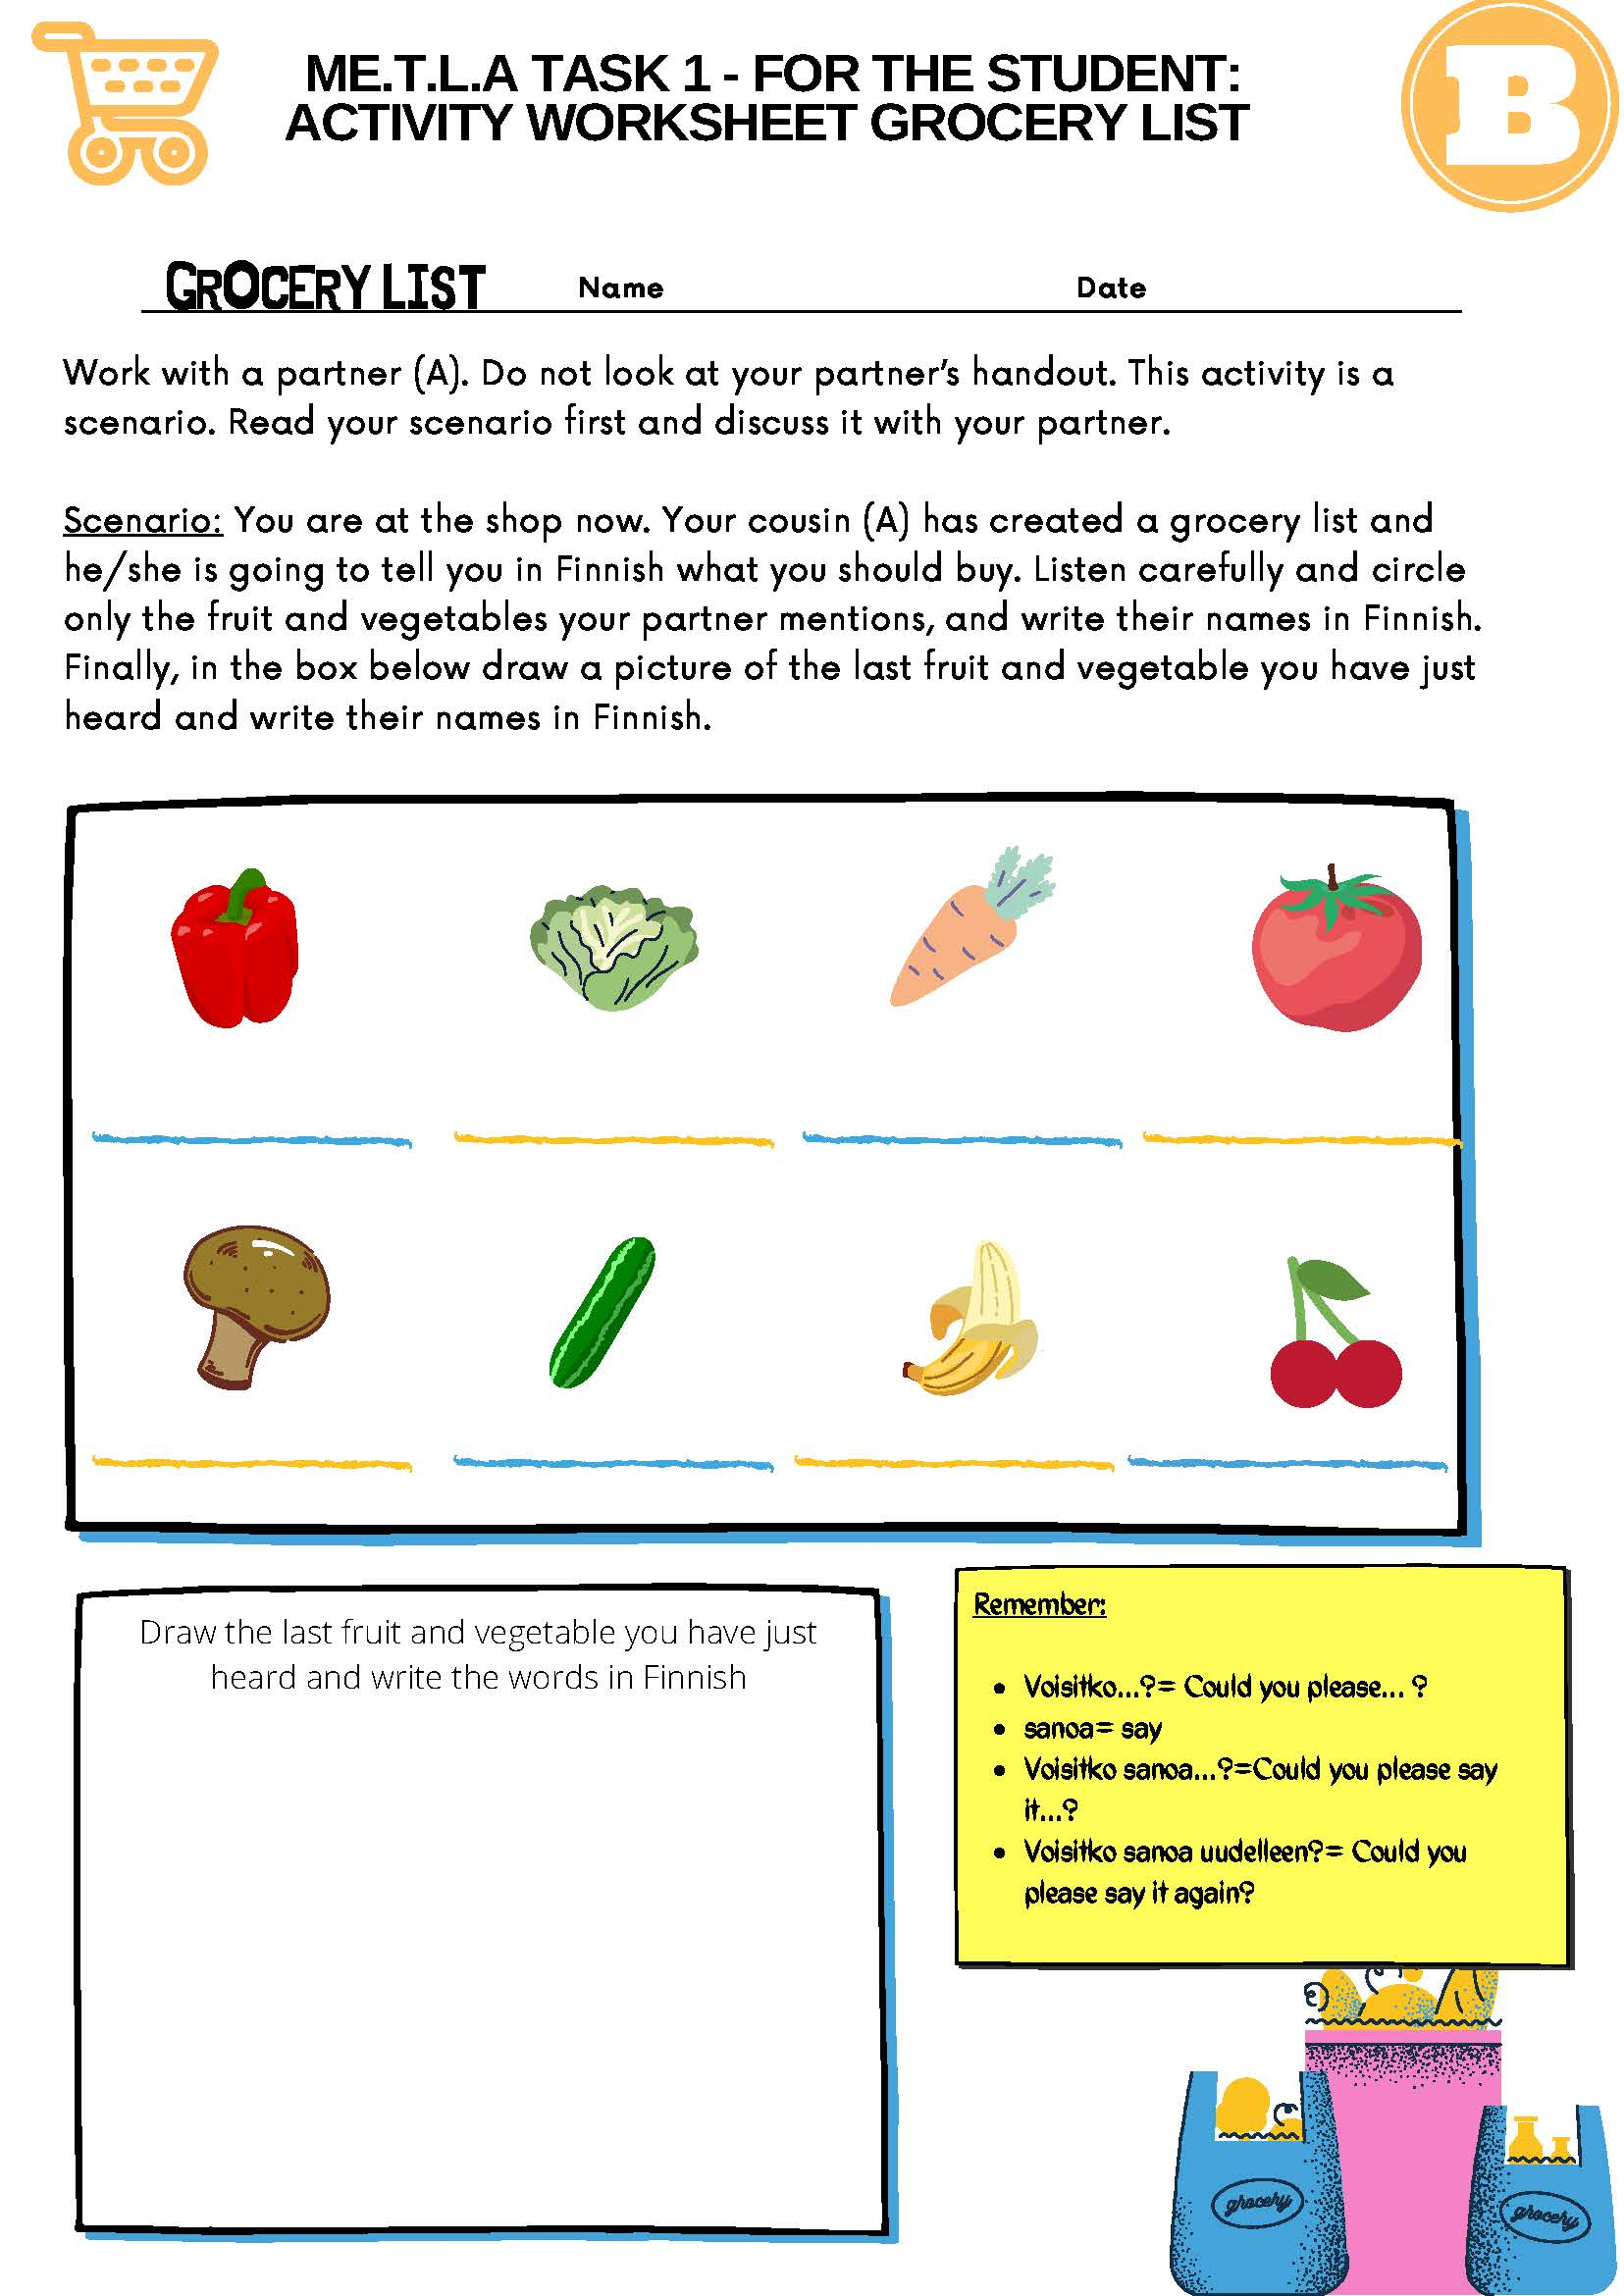 ME.T.L.A TASK 1 - FOR THE STUDENT:
ACTIVITY WORKSHEET GROCERY LIST
B
GROCERY LIST Name Date
Work with a partner (A). Do not look at your partner's handout. This activity is a
scenario. Read your scenario first and discuss it with your partner.
Scenario: You are at the shop now. Your cousin (A) has created a grocery list and
he/she is going to tell you in Finnish what you should buy. Listen carefully and circle
only the fruit and vegetables your partner mentions, and write their names in Finnish.
Finally, in the box below draw a picture of the last fruit and vegetable you have just
heard and write their names in Finnish.
Draw the last fruit and vegetable you have just
heard and write the words in Finnish
Remember:
• Voisitko...?= Could you please... ?
• sanoa= say
• Voisitko sanoa...?=Could you please say
it...?
• Voisitko sanoa uudelleen?= Could you
please say it again?
grocery
grocery